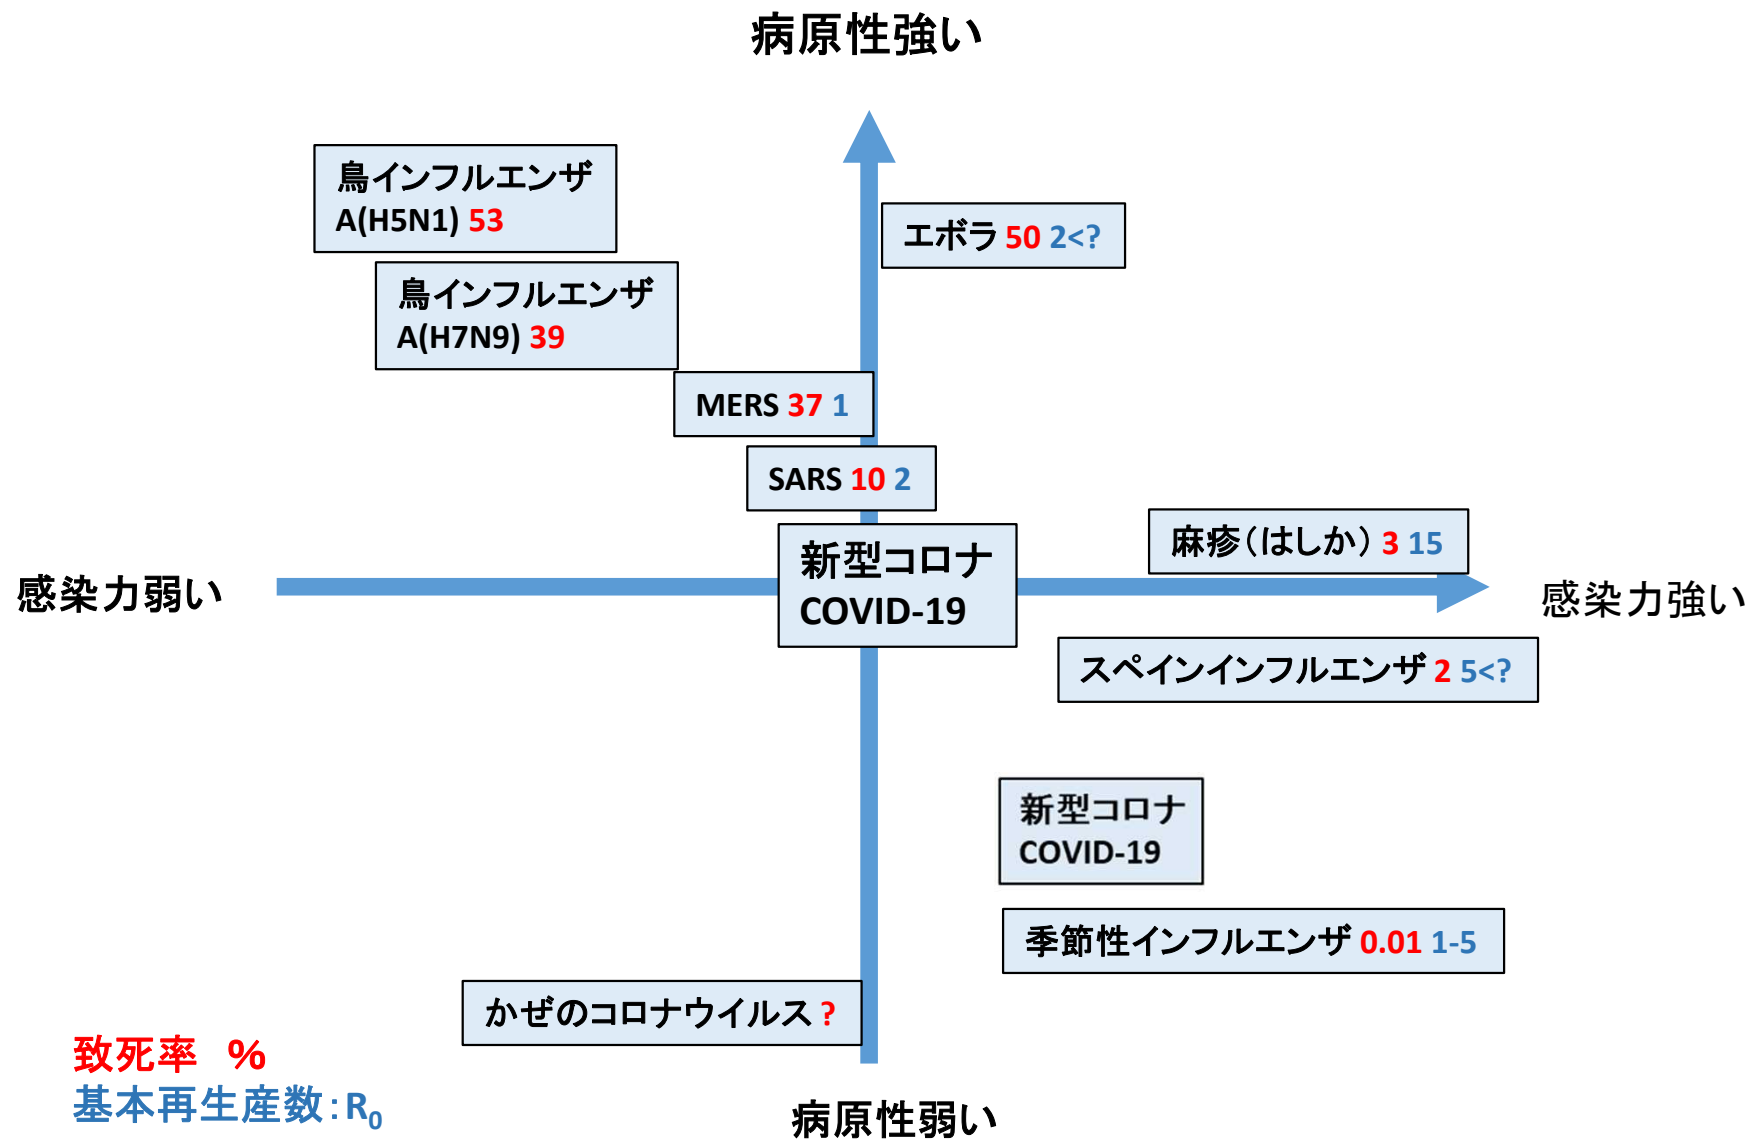 病原性強い
鳥インフルエンザ
A(H5N1) 53
鳥インフルエンザ
A(H7N9) 39
エボラ 50 2<?
MERS 37 1
SARS 10 2
新型コロナ
COVID-19
麻疹（はしか） 3 15
感染力弱い
感染力強い
スペインインフルエンザ 2 5<?
新型コロナ
COVID-19
季節性インフルエンザ 0.01 1-5
かぜのコロナウイルス ?
致死率　%
基本再生産数：R₀
病原性弱い